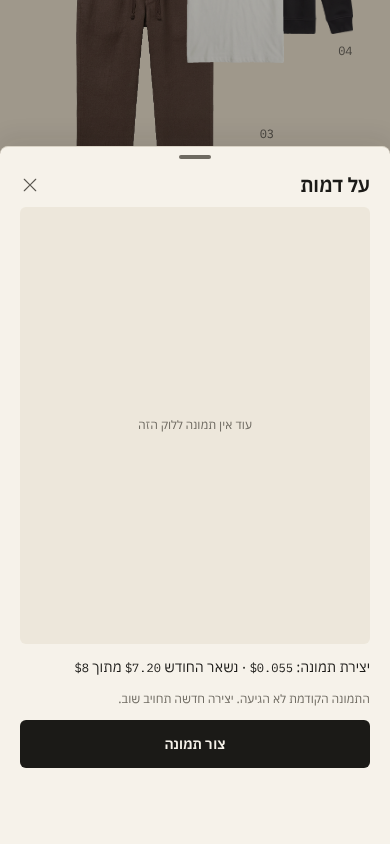 04
03
על דמות
עוד אין תמונה ללוק הזה
יצירת תמונה: $0.055 · נשאר החודש $7.20 מתוך $8
התמונה הקודמת לא הגיעה. יצירה חדשה תחויב שוב.
צור תמונה